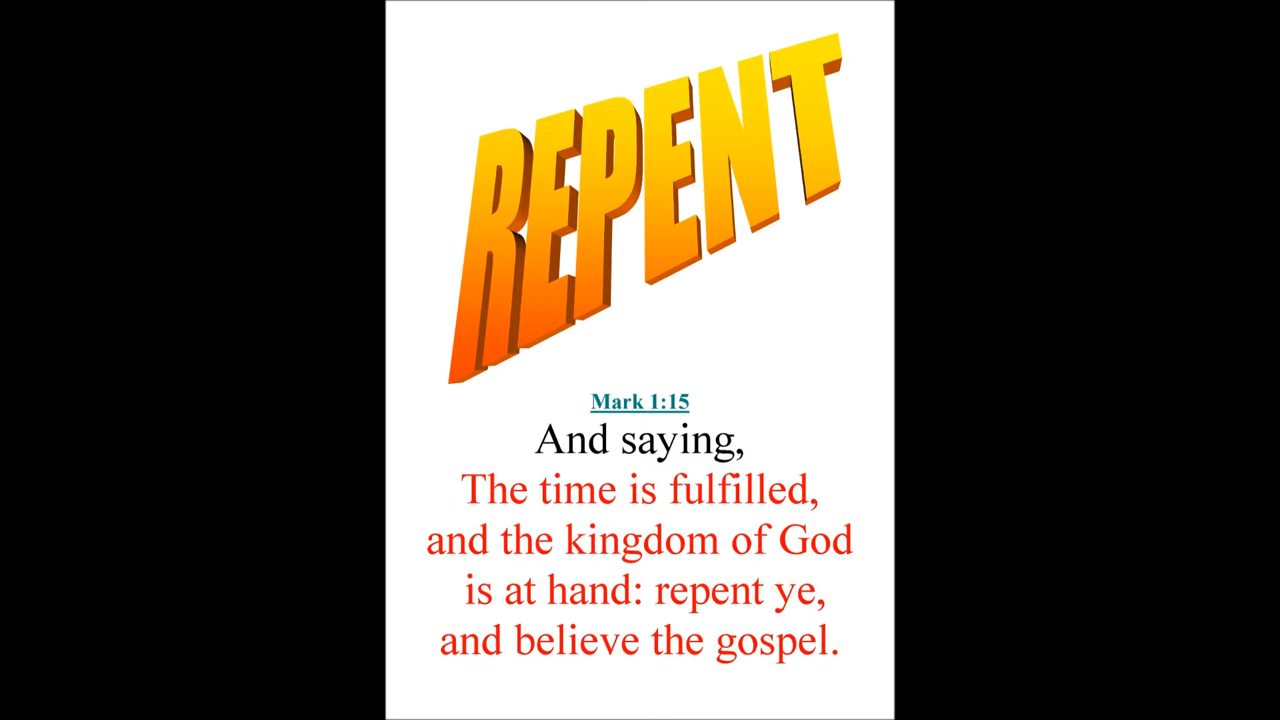 REPENT
Mark 1:15
And saying,
The time is fulfilled,
and the kingdom of God
is at hand: repent ye,
and believe the gospel.